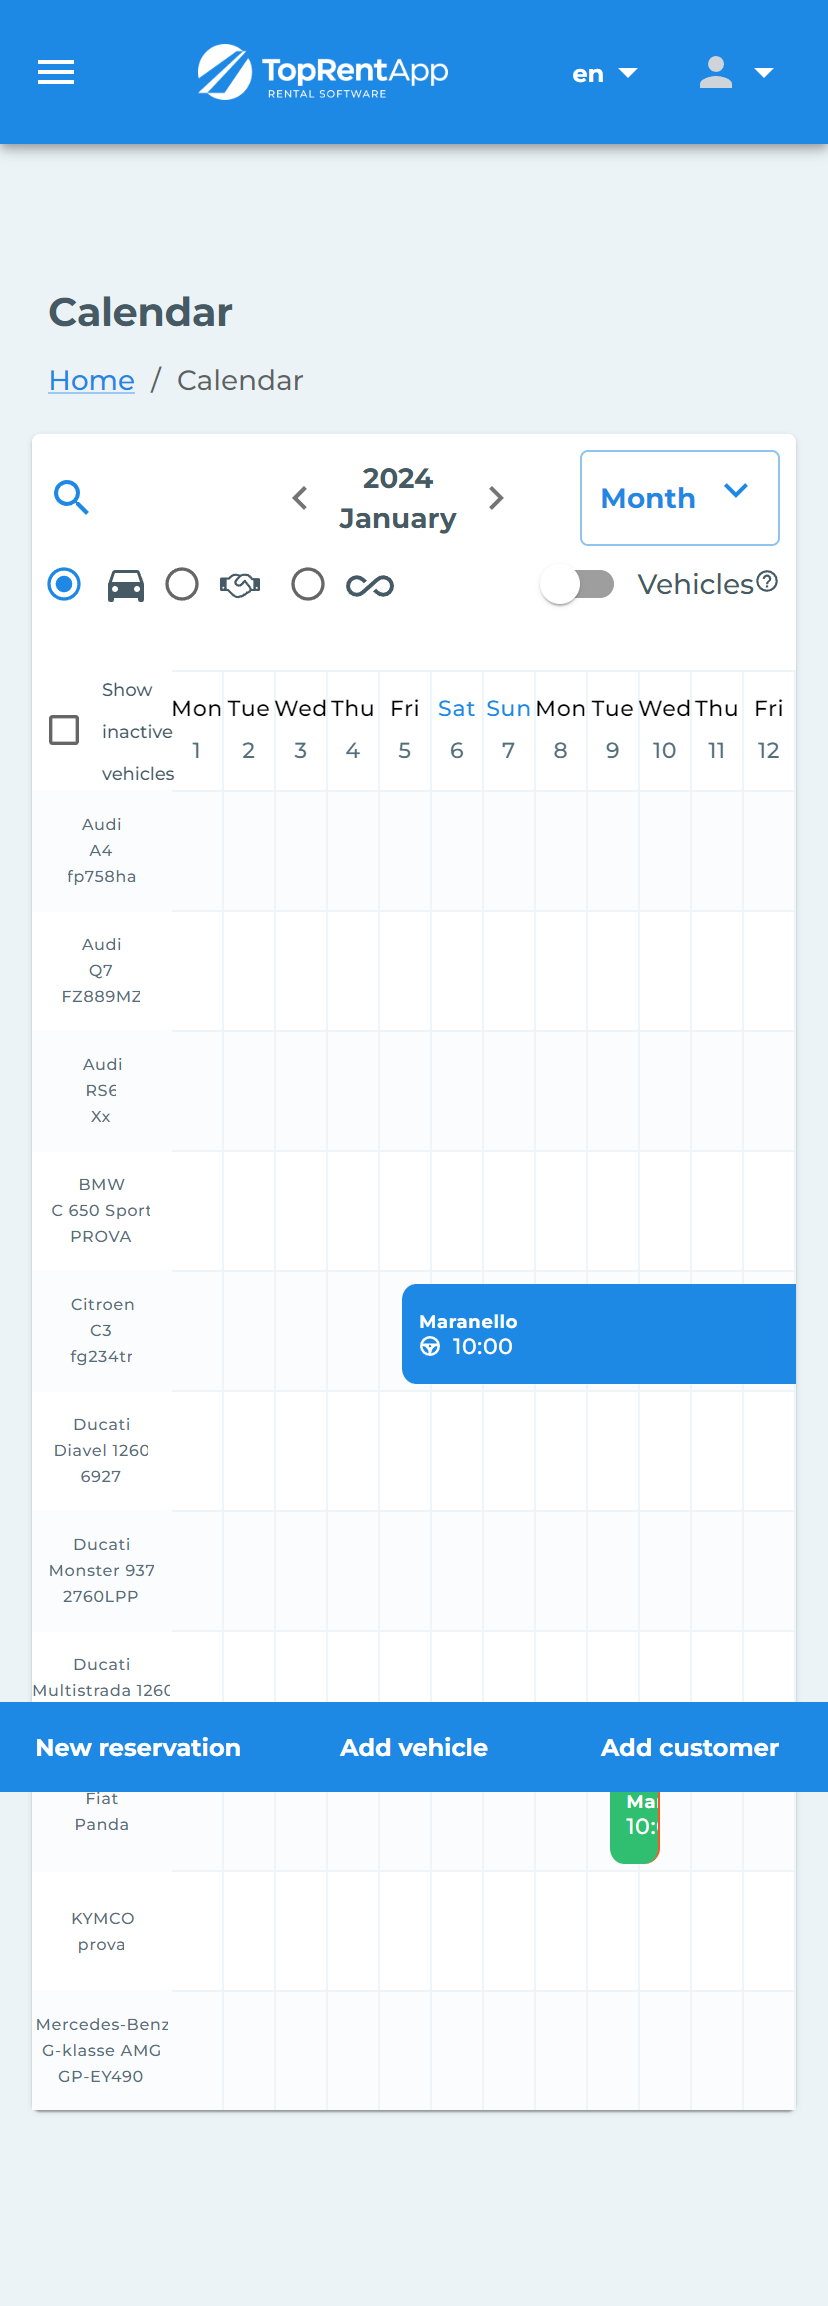 TopRentApp
RENTAL SOFTWARE
en
Calendar
Home / Calendar
2024
January
Month
Vehicles
Show
inactive
vehicles
Mon Tue Wed Thu Fri Sat Sun Mon Tue Wed Thu Fri
1 2 3 4 5 6 7 8 9 10 11 12
Audi
A4
fp758ha
Audi
Q7
FZ889MZ
Audi
RS6
Xx
BMW
C 650 Sport
PROVA
Citroen
C3
fg234tr
Maranello
10:00
Ducati
Diavel 1260
6927
Ducati
Monster 937
2760LPP
Ducati
Multistrada 1260
New reservation Add vehicle Add customer
Fiat
Panda
KYMCO
prova
Mercedes-Benz
G-klasse AMG
GP-EY490